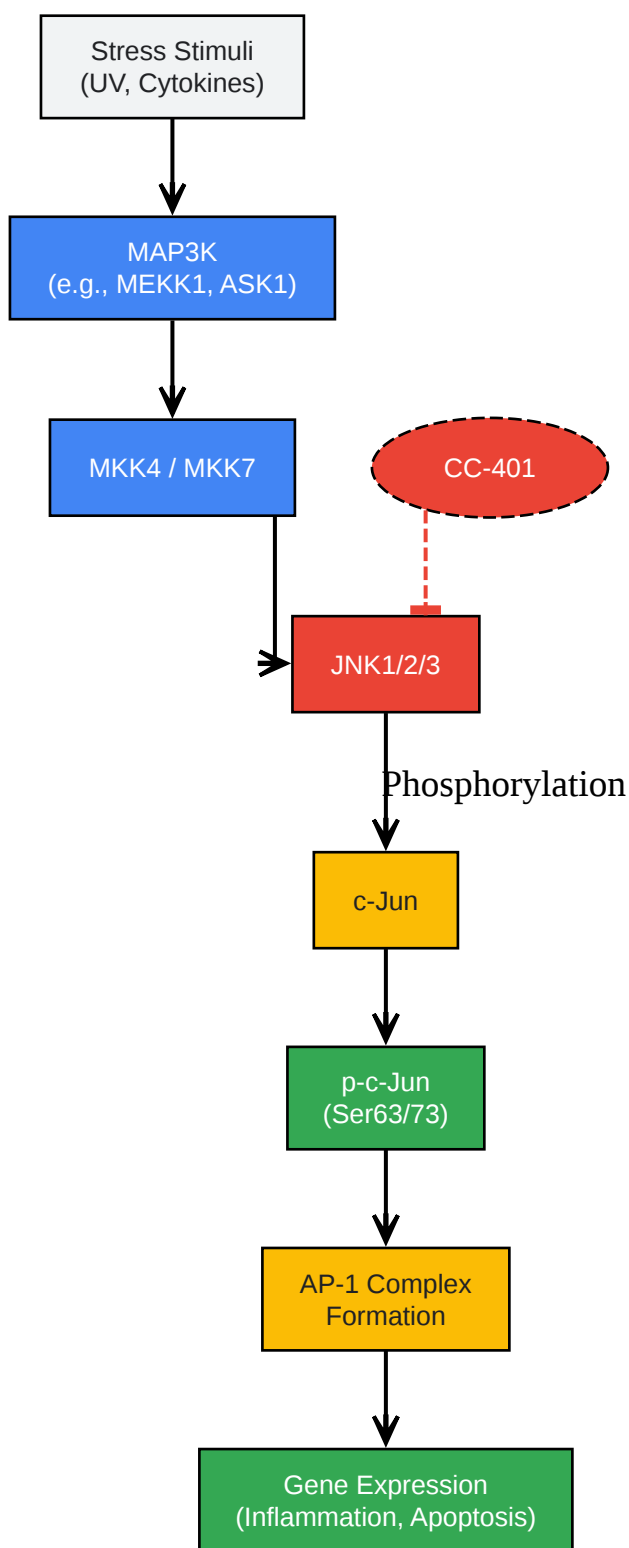 Stress Stimuli
(UV, Cytokines)
MAP3K
(e.g., MEKK1, ASK1)
MKK4 / MKK7
CC-401
JNK1/2/3
Phosphorylation
c-Jun
p-c-Jun
(Ser63/73)
AP-1 Complex
Formation
Gene Expression
(Inflammation, Apoptosis)